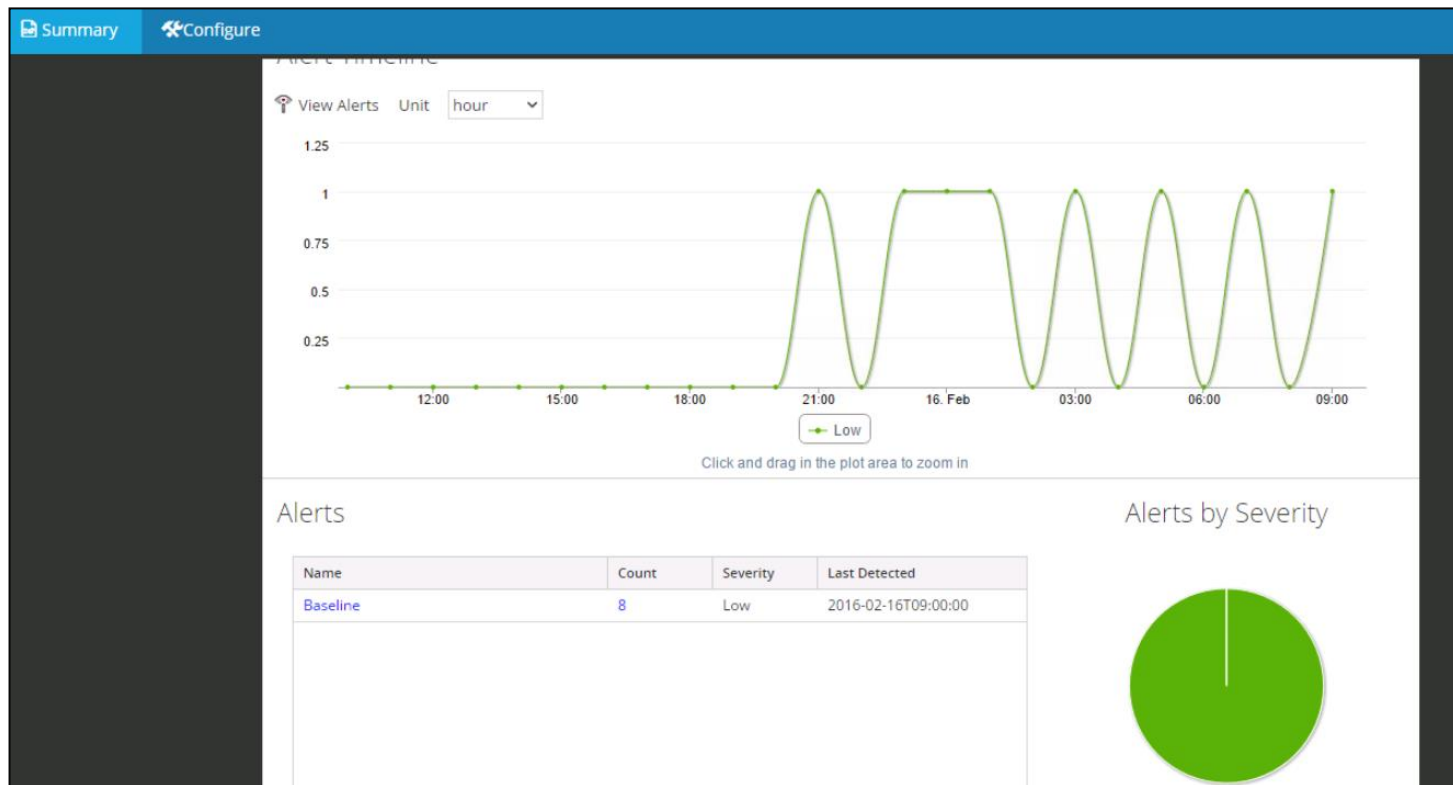 Summary Configure
Alert Timeline
View Alerts Unit hour
1.25
1
0.75
0.5
0.25
12:00 15:00 18:00 21:00 16. Feb 03:00 06:00 09:00
Low
Click and drag in the plot area to zoom in
Alerts
Alerts by Severity
Name Count Severity Last Detected
Baseline 8 Low 2016-02-16T09:00:00